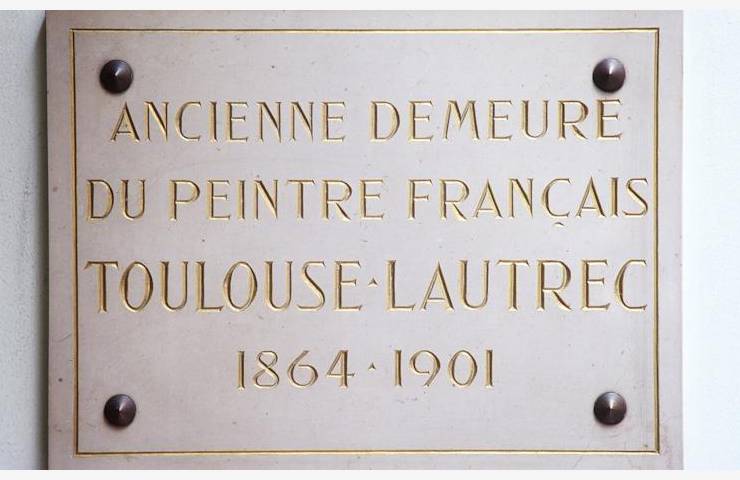 ANCIENNE DEMEURE
DU PEINTRE FRANÇAIS
TOULOUSE·LAUTREC
1864 · 1901